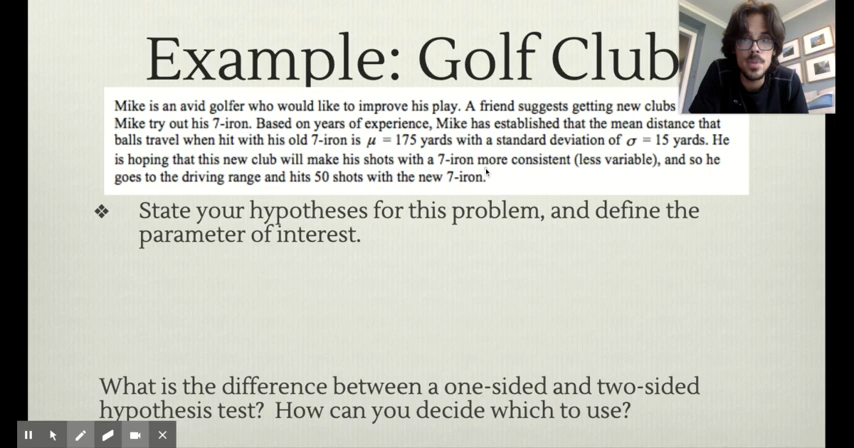 Example: Golf Club
Mike is an avid golfer who would like to improve his play. A friend suggests getting new clubs
Mike try out his 7-iron. Based on years of experience, Mike has established that the mean distance that
balls travel when hit with his old 7-iron is μ = 175 yards with a standard deviation of σ = 15 yards. He
is hoping that this new club will make his shots with a 7-iron more consistent (less variable), and so he
goes to the driving range and hits 50 shots with the new 7-iron.
❖ State your hypotheses for this problem, and define the
parameter of interest.
What is the difference between a one-sided and two-sided
hypothesis test? How can you decide which to use?